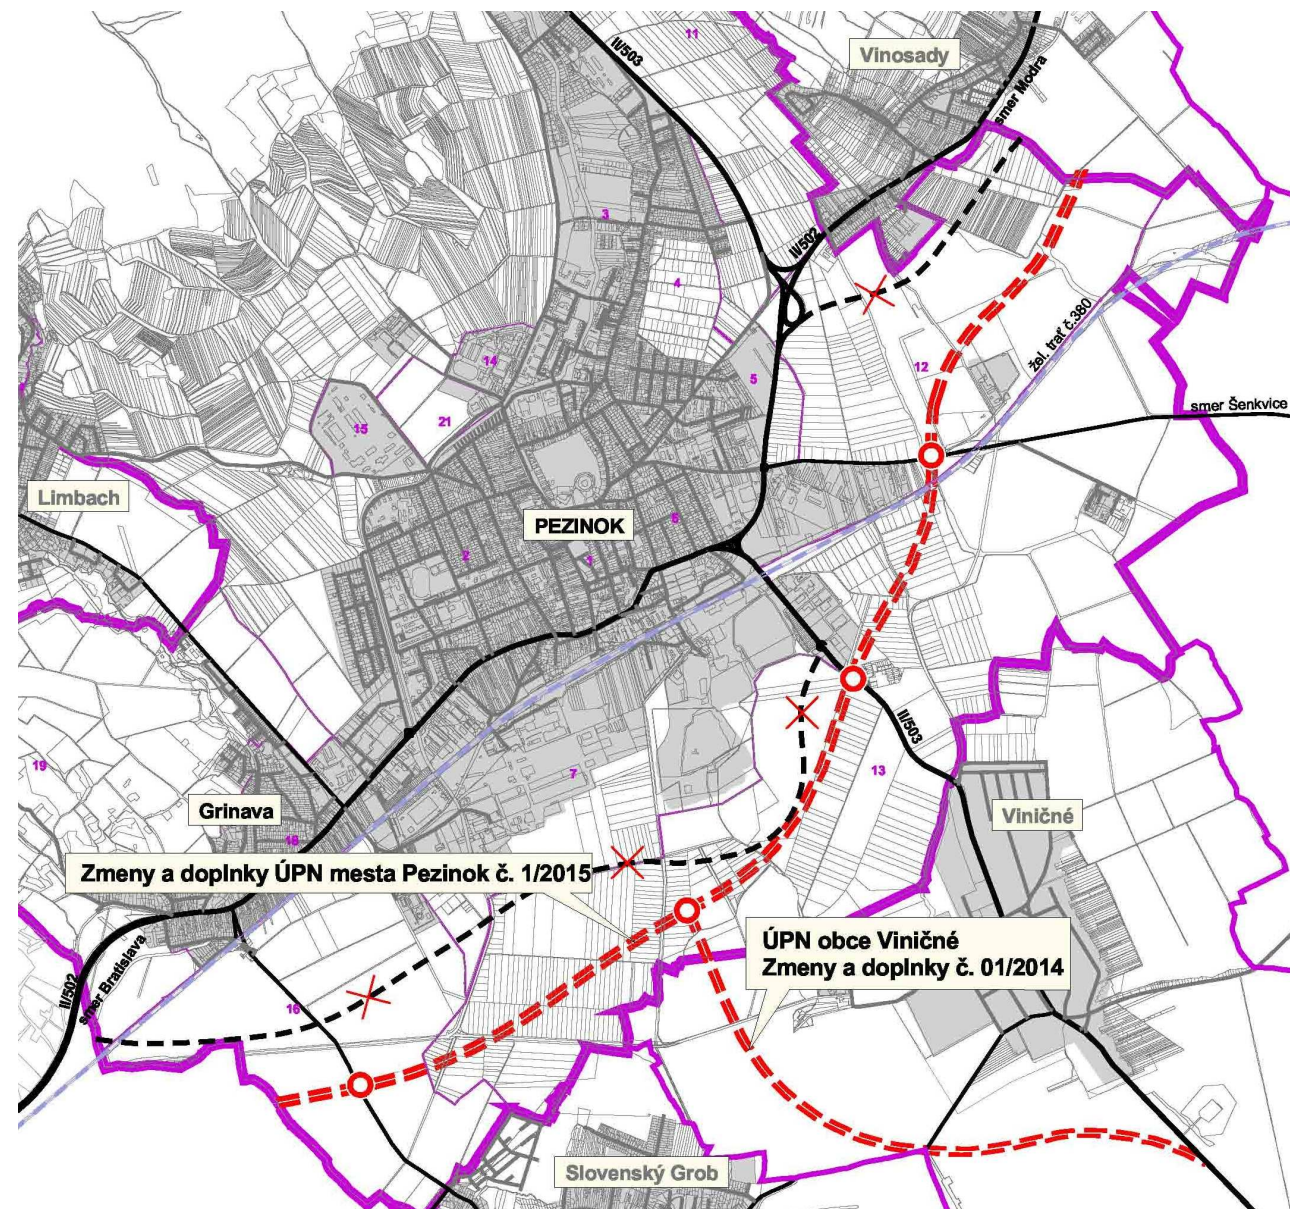 11
II/503
Vinosady
smer Modra
3
II/502
4
žel. trať č.380
14
5
12
21
15
smer Šenkvice
Limbach
PEZINOK
6
2
1
II/503
19
7
13
Grinava
Viničné
18
Zmeny a doplnky ÚPN mesta Pezinok č. 1/2015
ÚPN obce Viničné
Zmeny a doplnky č. 01/2014
II/502
smer Bratislava
16
Slovenský Grob